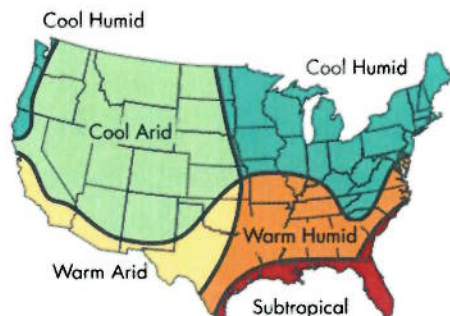 Cool Humid
Cool Humid
Cool Arid
Warm Humid
Warm Arid
Subtropical